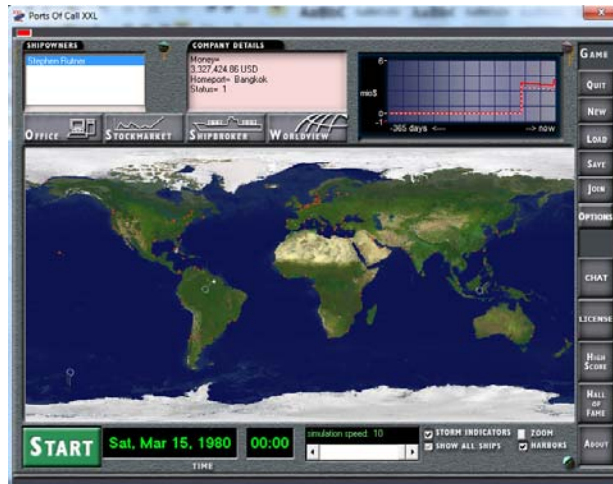 Ports Of Call XXL
SHIPOWNERS
Stephen Rutner
COMPANY DETAILS
Money=
3,327,424.86 USD
Homeport= Bangkok
Status= 1
6-
mio$
0-
-1
-365 days <---
--> now
OFFICE
STOCKMARKET
SHIPBROKER
WORLDVIEW
GAME
QUIT
NEW
LOAD
SAVE
JOIN
OPTIONS
CHAT
LICENSE
HIGH
SCORE
HALL
OF
FAME
ABOUT
START
Sat, Mar 15, 1980
00:00
TIME
simulation speed: 10
STORM INDICATORS
ZOOM
SHOW ALL SHIPS
HARBORS